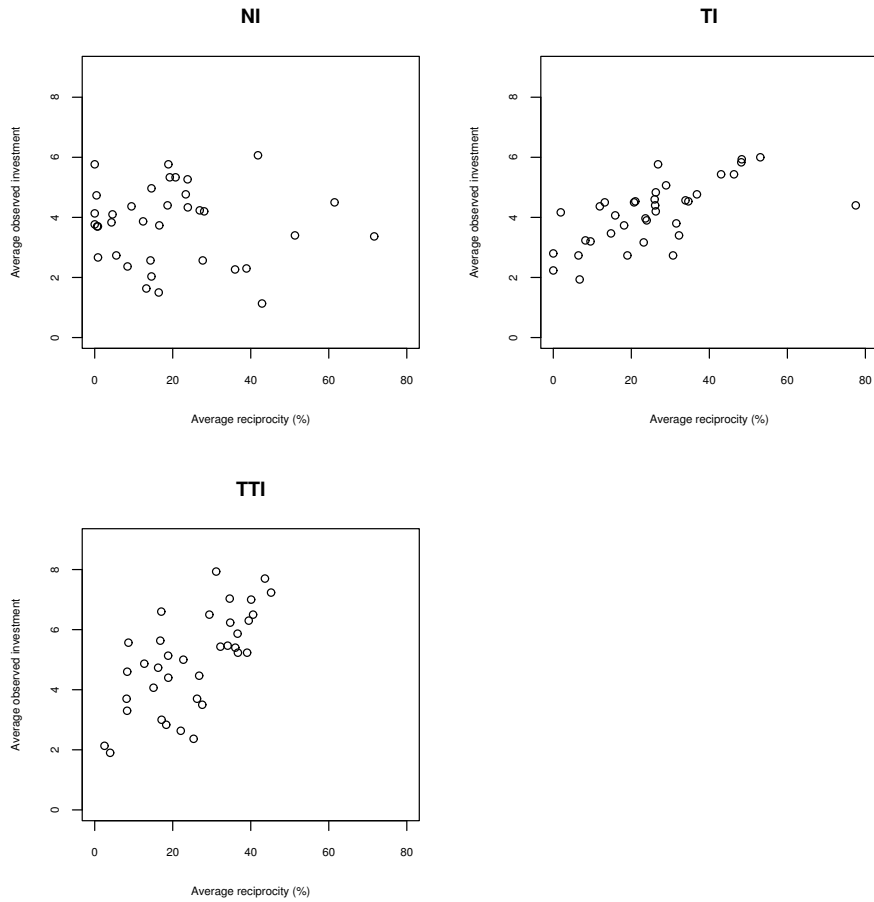 NI
Average observed investment
0 2 4 6 8
0 20 40 60 80
Average reciprocity (%)
TI
Average observed investment
0 2 4 6 8
0 20 40 60 80
Average reciprocity (%)
TTI
Average observed investment
0 2 4 6 8
0 20 40 60 80
Average reciprocity (%)